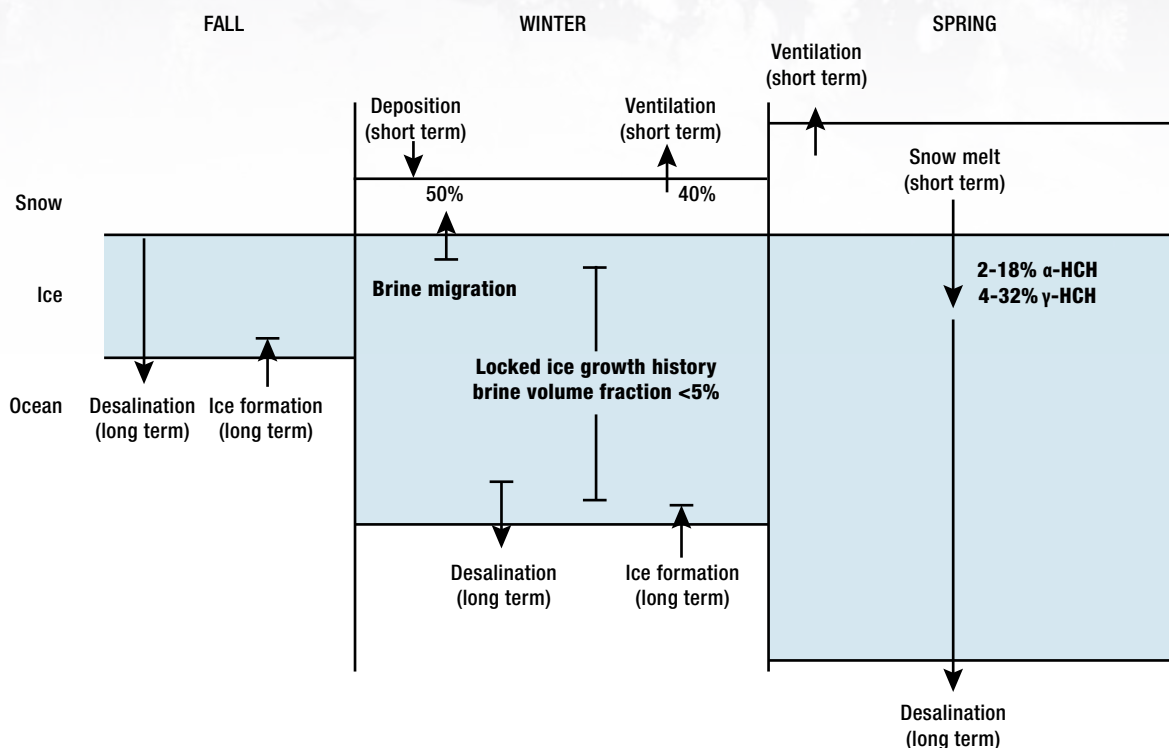 FALL
WINTER
SPRING
Ventilation
(short term)
Deposition
(short term)
Ventilation
(short term)
Snow melt
(short term)
Snow
50%
40%
2-18% α-HCH
4-32% γ-HCH
Ice
Brine migration
Locked ice growth history
brine volume fraction <5%
Ocean
Desalination
(long term)
Ice formation
(long term)
Desalination
(long term)
Ice formation
(long term)
Desalination
(long term)